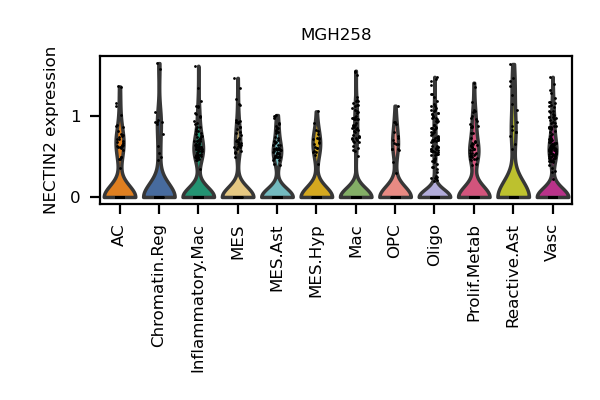 MGH258
NECTIN2 expression
1
0
AC
Chromatin.Reg
Inflammatory.Mac
MES
MES.Ast
MES.Hyp
Mac
OPC
Oligo
Prolif.Metab
Reactive.Ast
Vasc